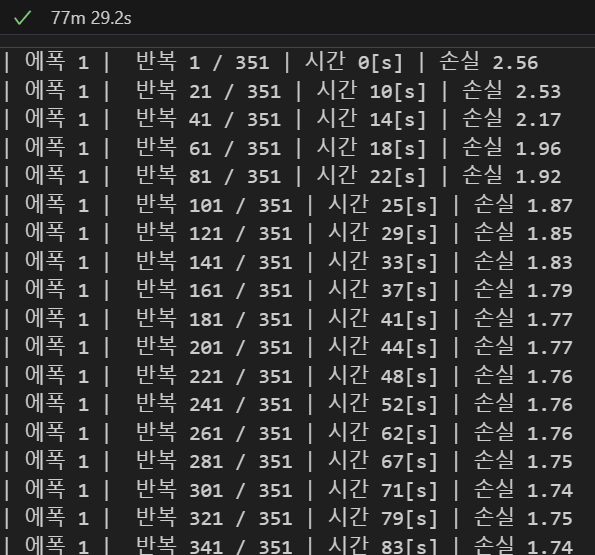 77m 29.2s
| 에폭 1 |  반복 1 / 351 | 시간 0[s] | 손실 2.56
| 에폭 1 |  반복 21 / 351 | 시간 10[s] | 손실 2.53
| 에폭 1 |  반복 41 / 351 | 시간 14[s] | 손실 2.17
| 에폭 1 |  반복 61 / 351 | 시간 18[s] | 손실 1.96
| 에폭 1 |  반복 81 / 351 | 시간 22[s] | 손실 1.92
| 에폭 1 |  반복 101 / 351 | 시간 25[s] | 손실 1.87
| 에폭 1 |  반복 121 / 351 | 시간 29[s] | 손실 1.85
| 에폭 1 |  반복 141 / 351 | 시간 33[s] | 손실 1.83
| 에폭 1 |  반복 161 / 351 | 시간 37[s] | 손실 1.79
| 에폭 1 |  반복 181 / 351 | 시간 41[s] | 손실 1.77
| 에폭 1 |  반복 201 / 351 | 시간 44[s] | 손실 1.77
| 에폭 1 |  반복 221 / 351 | 시간 48[s] | 손실 1.76
| 에폭 1 |  반복 241 / 351 | 시간 52[s] | 손실 1.76
| 에폭 1 |  반복 261 / 351 | 시간 62[s] | 손실 1.76
| 에폭 1 |  반복 281 / 351 | 시간 67[s] | 손실 1.75
| 에폭 1 |  반복 301 / 351 | 시간 71[s] | 손실 1.74
| 에폭 1 |  반복 321 / 351 | 시간 79[s] | 손실 1.75
| 에폭 1 |  반복 341 / 351 | 시간 83[s] | 손실 1.74